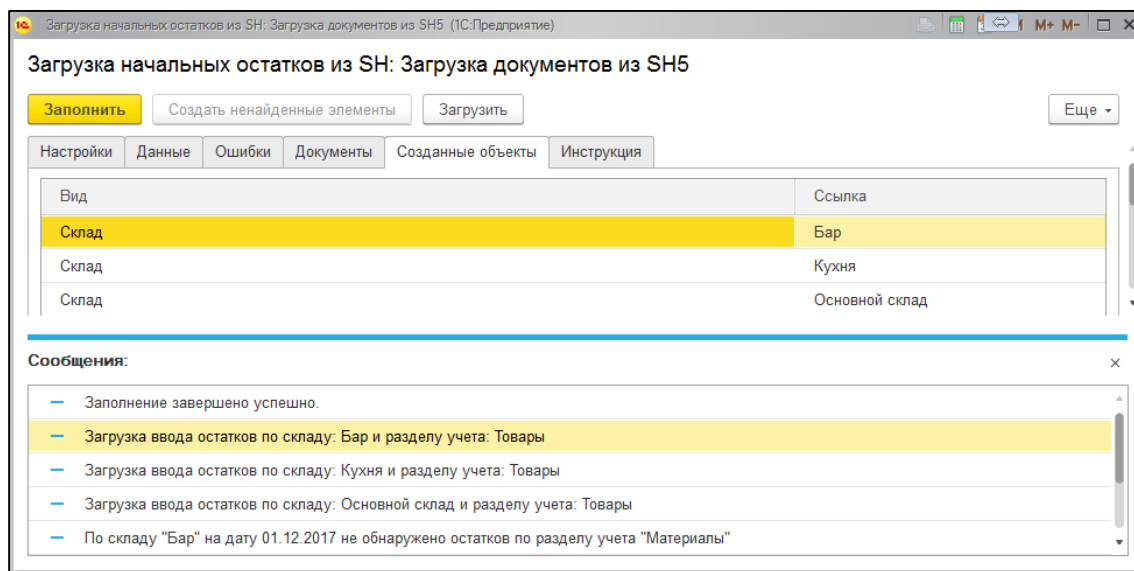 Загрузка начальных остатков из SH: Загрузка документов из SH5 (1С:Предприятие)
M+ M-
Загрузка начальных остатков из SH: Загрузка документов из SH5
Заполнить Создать ненайденные элементы Загрузить Еще
Настройки Данные Ошибки Документы Созданные объекты Инструкция
Вид Ссылка
Склад Бар
Склад Кухня
Склад Основной склад
Сообщения:
Заполнение завершено успешно.
Загрузка ввода остатков по складу: Бар и разделу учета: Товары
Загрузка ввода остатков по складу: Кухня и разделу учета: Товары
Загрузка ввода остатков по складу: Основной склад и разделу учета: Товары
По складу "Бар" на дату 01.12.2017 не обнаружено остатков по разделу учета "Материалы"